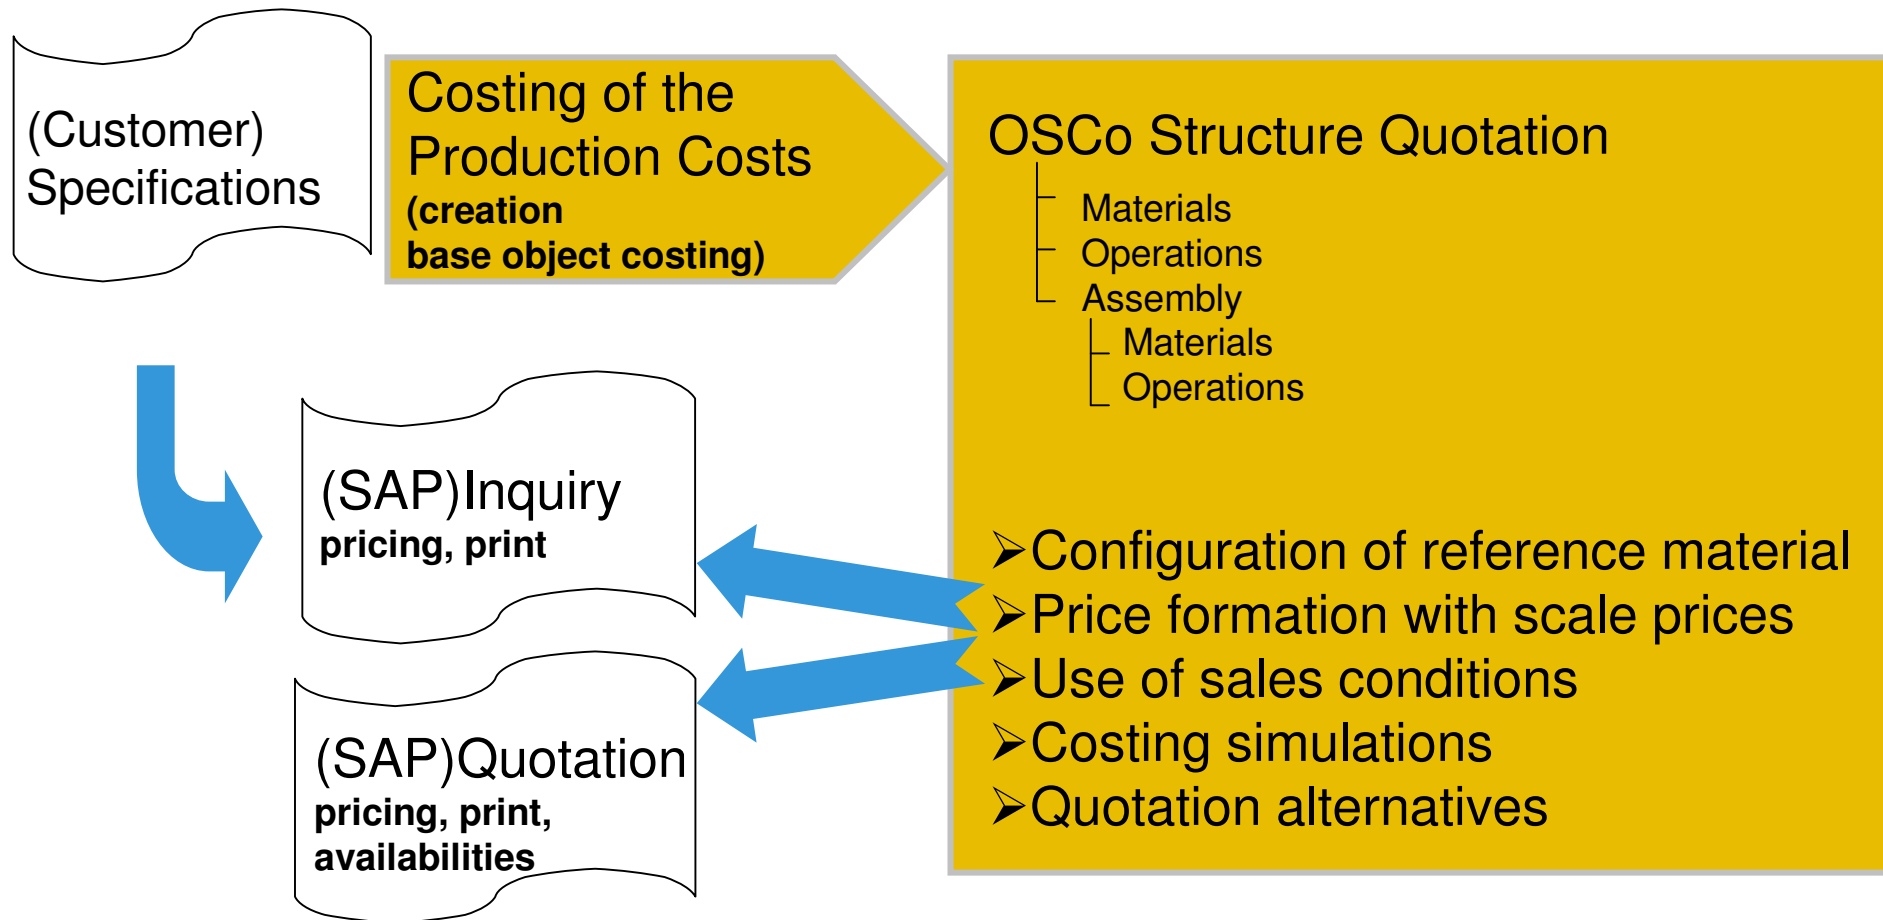 (Customer)
Specifications
Costing of the
Production Costs
(creation
base object costing)
OSCo Structure Quotation
Materials
Operations
Assembly
Materials
Operations
(SAP)Inquiry
pricing, print
(SAP)Quotation
pricing, print,
availabilities
➢Configuration of reference material
➢Price formation with scale prices
➢Use of sales conditions
➢Costing simulations
➢Quotation alternatives